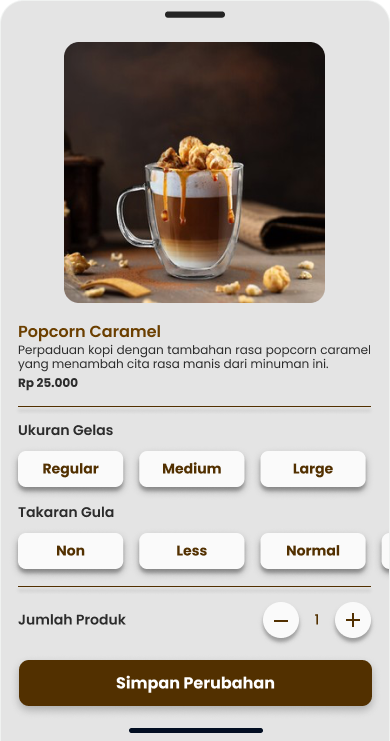 Popcorn Caramel
Perpaduan kopi dengan tambahan rasa popcorn caramel
yang menambah cita rasa manis dari minuman ini.
Rp 25.000
Ukuran Gelas
Regular Medium Large
Takaran Gula
Non Less Normal
Jumlah Produk − 1 +
Simpan Perubahan